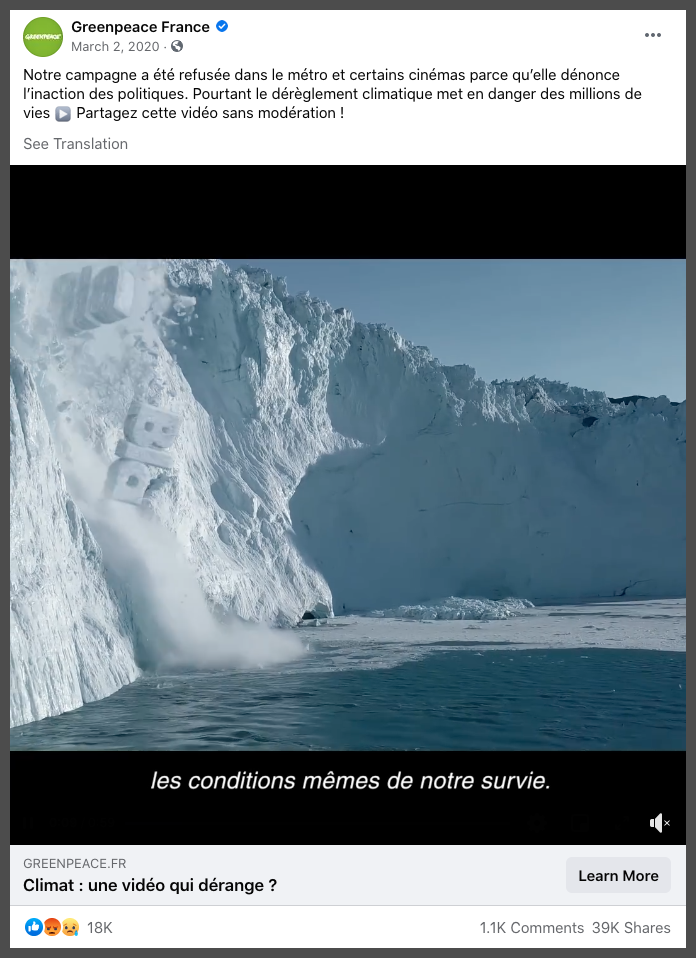 GREENPEACE
Greenpeace France
March 2, 2020 ·
Notre campagne a été refusée dans le métro et certains cinémas parce qu’elle dénonce
l’inaction des politiques. Pourtant le dérèglement climatique met en danger des millions de
vies ▶️ Partagez cette vidéo sans modération !
See Translation
les conditions mêmes de notre survie.
GREENPEACE.FR
Climat : une vidéo qui dérange ?
Learn More
18K
1.1K Comments 39K Shares